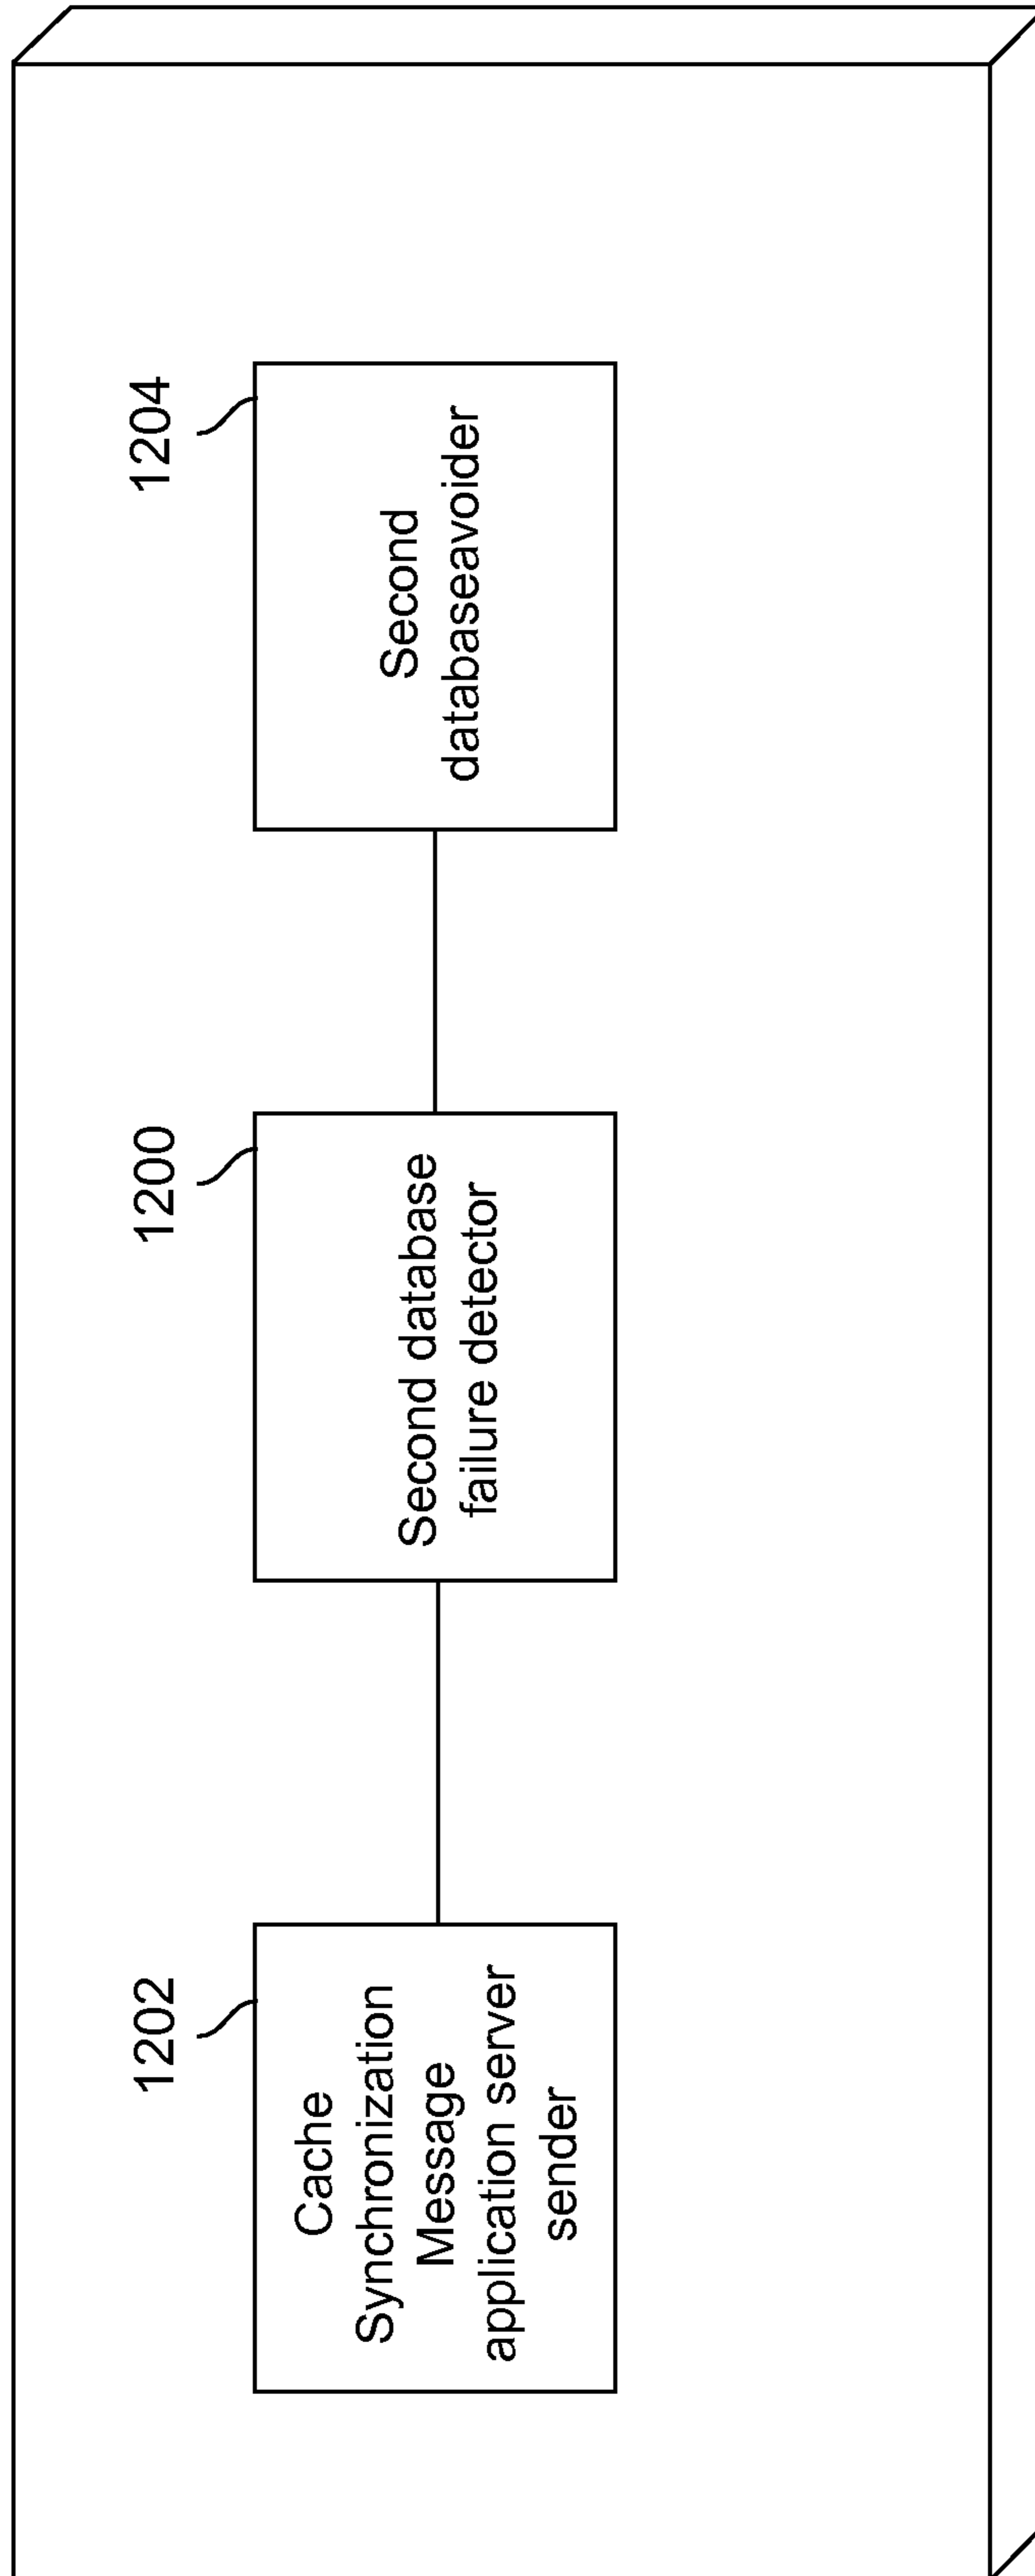 1202
Cache
Synchronization
Message
application server
sender
1200
Second database
failure detector
1204
Second
databaseavoider